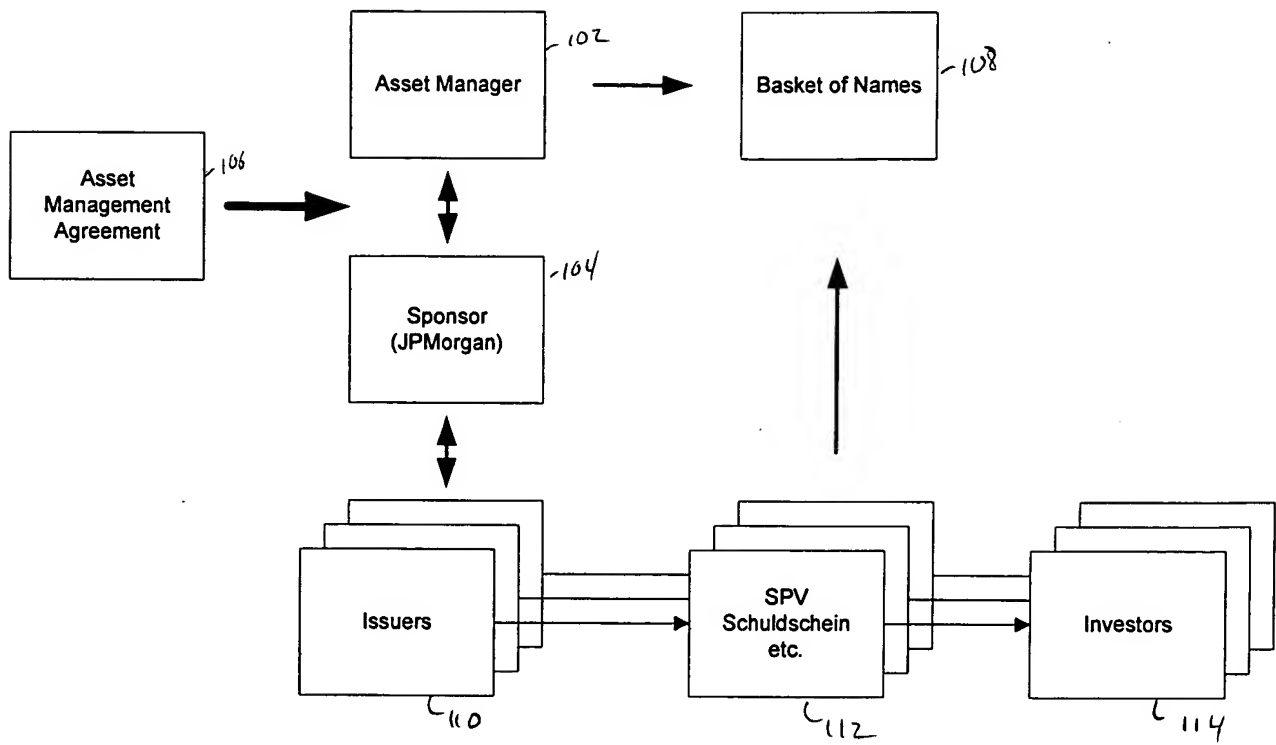 102
Asset Manager
Basket of Names
108
106
Asset
Management
Agreement
104
Sponsor
(JPMorgan)
Issuers
SPV
Schuldschein
etc.
Investors
110
112
114